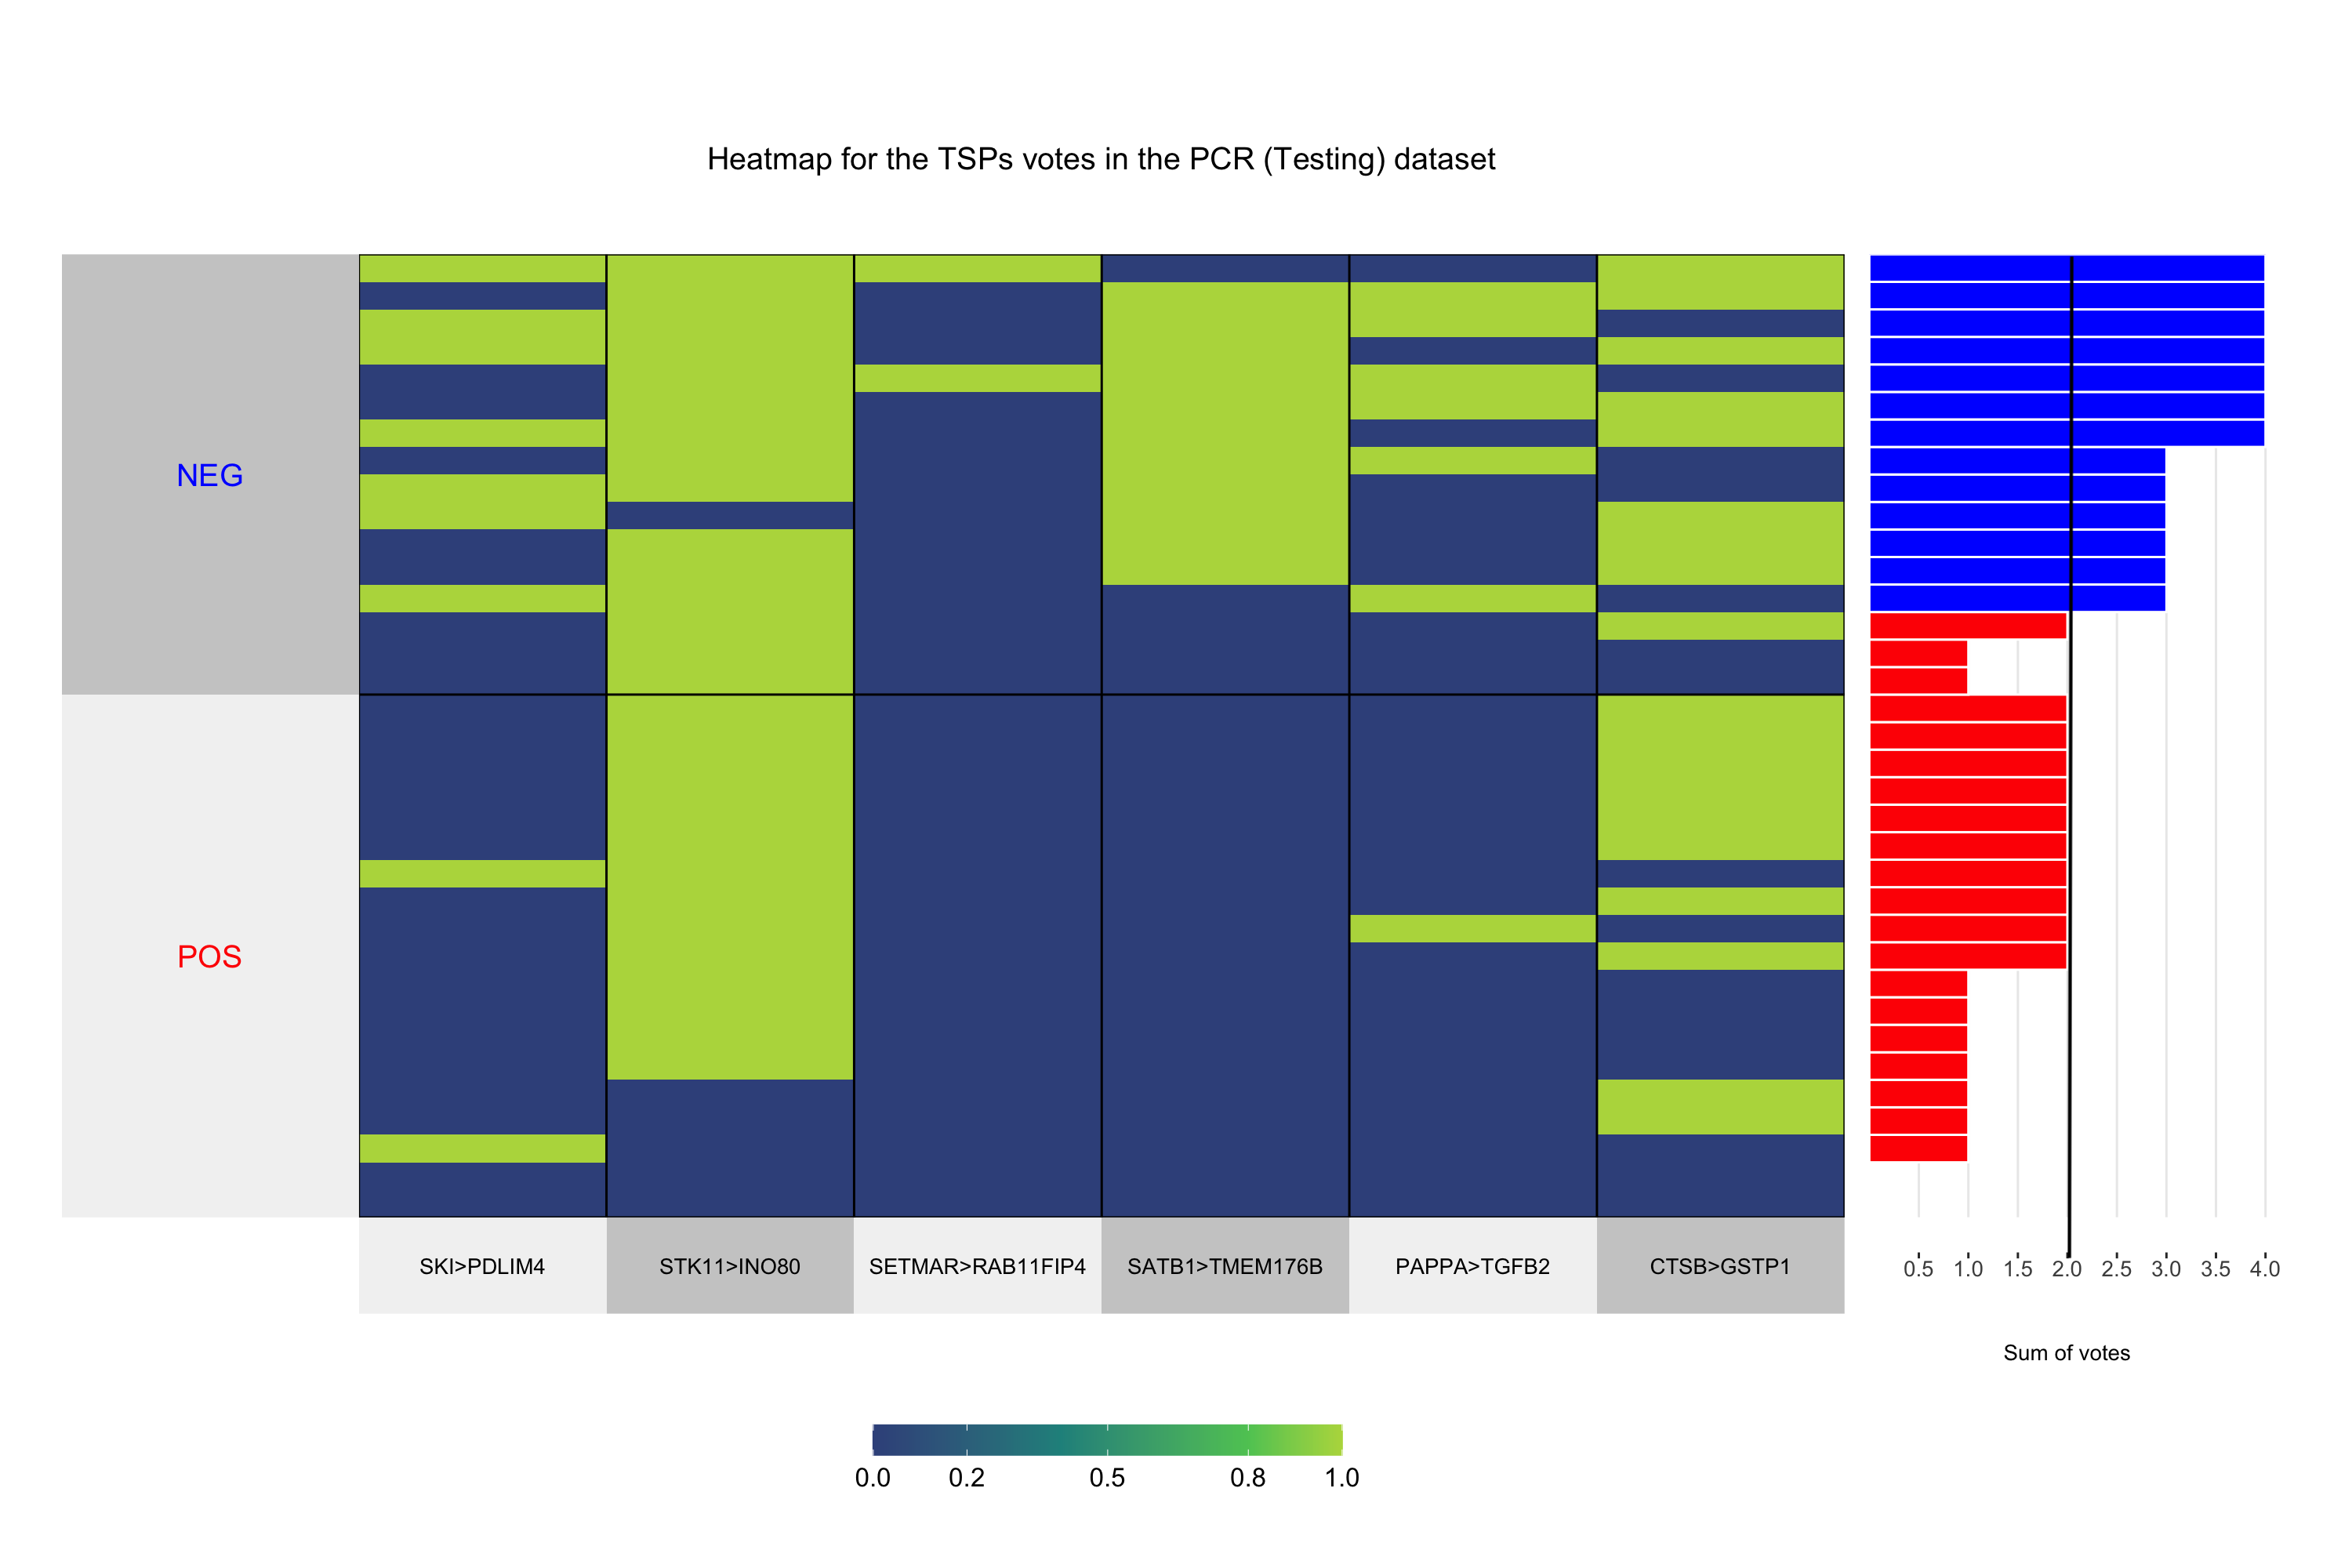 Heatmap for the TSPs votes in the PCR (Testing) dataset
NEG
POS
SKI>PDLIM4 STK11>INO80 SETMAR>RAB11FIP4 SATB1>TMEM176B PAPPA>TGFB2 CTSB>GSTP1
0.5 1.0 1.5 2.0 2.5 3.0 3.5 4.0
Sum of votes
0.0 0.2 0.5 0.8 1.0